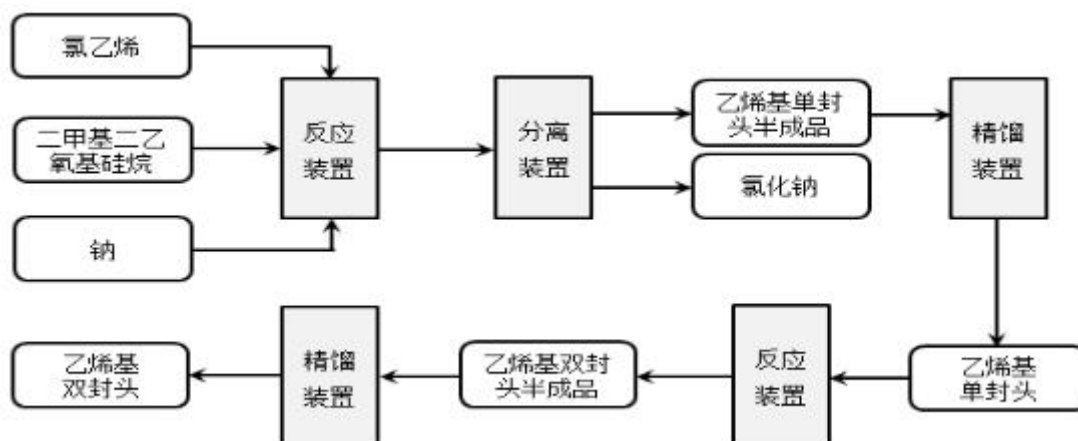 氯乙烯
二甲基二乙
氧基硅烷
钠
反应
装置
分离
装置
乙烯基单封
头半成品
氯化钠
精馏
装置
乙烯基
双封头
精馏
装置
乙烯基双封
头半成品
反应
装置
乙烯基
单封头